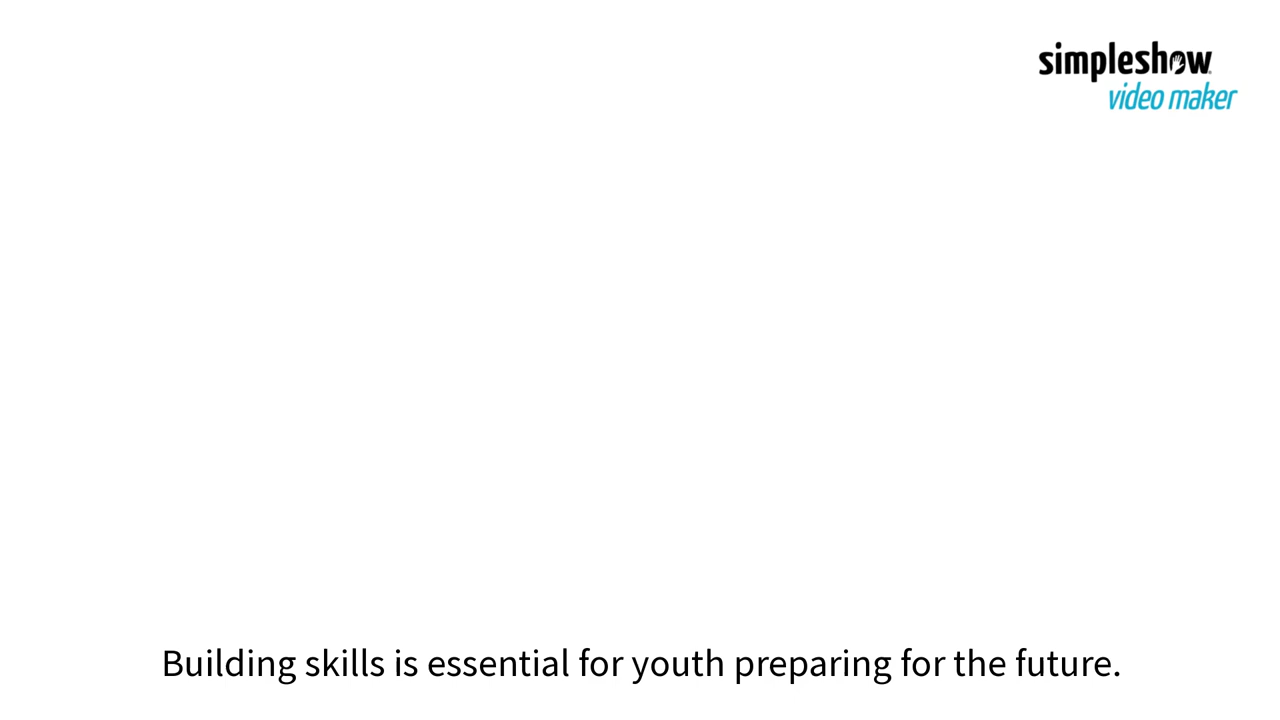 simpleshow
video maker
Building skills is essential for youth preparing for the future.